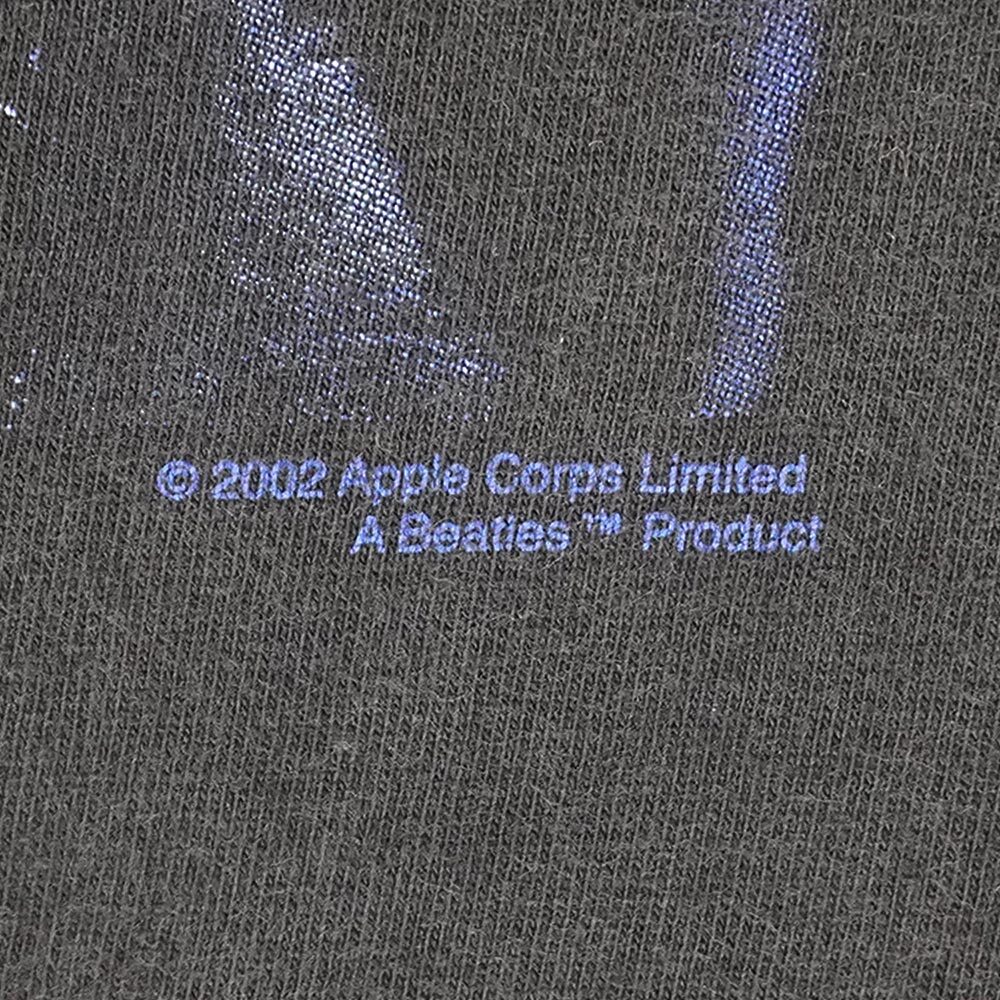 © 2002 Apple Corps Limited
A Beatles™ Product